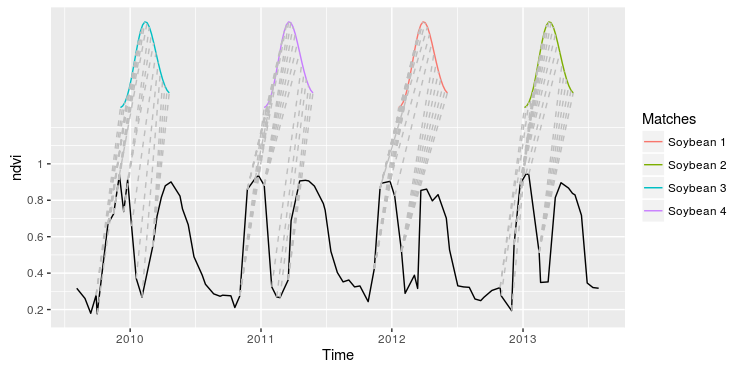 ndvi
1
0.8
0.6
0.4
0.2
2010
2011
2012
2013
Time
Matches
Soybean 1
Soybean 2
Soybean 3
Soybean 4